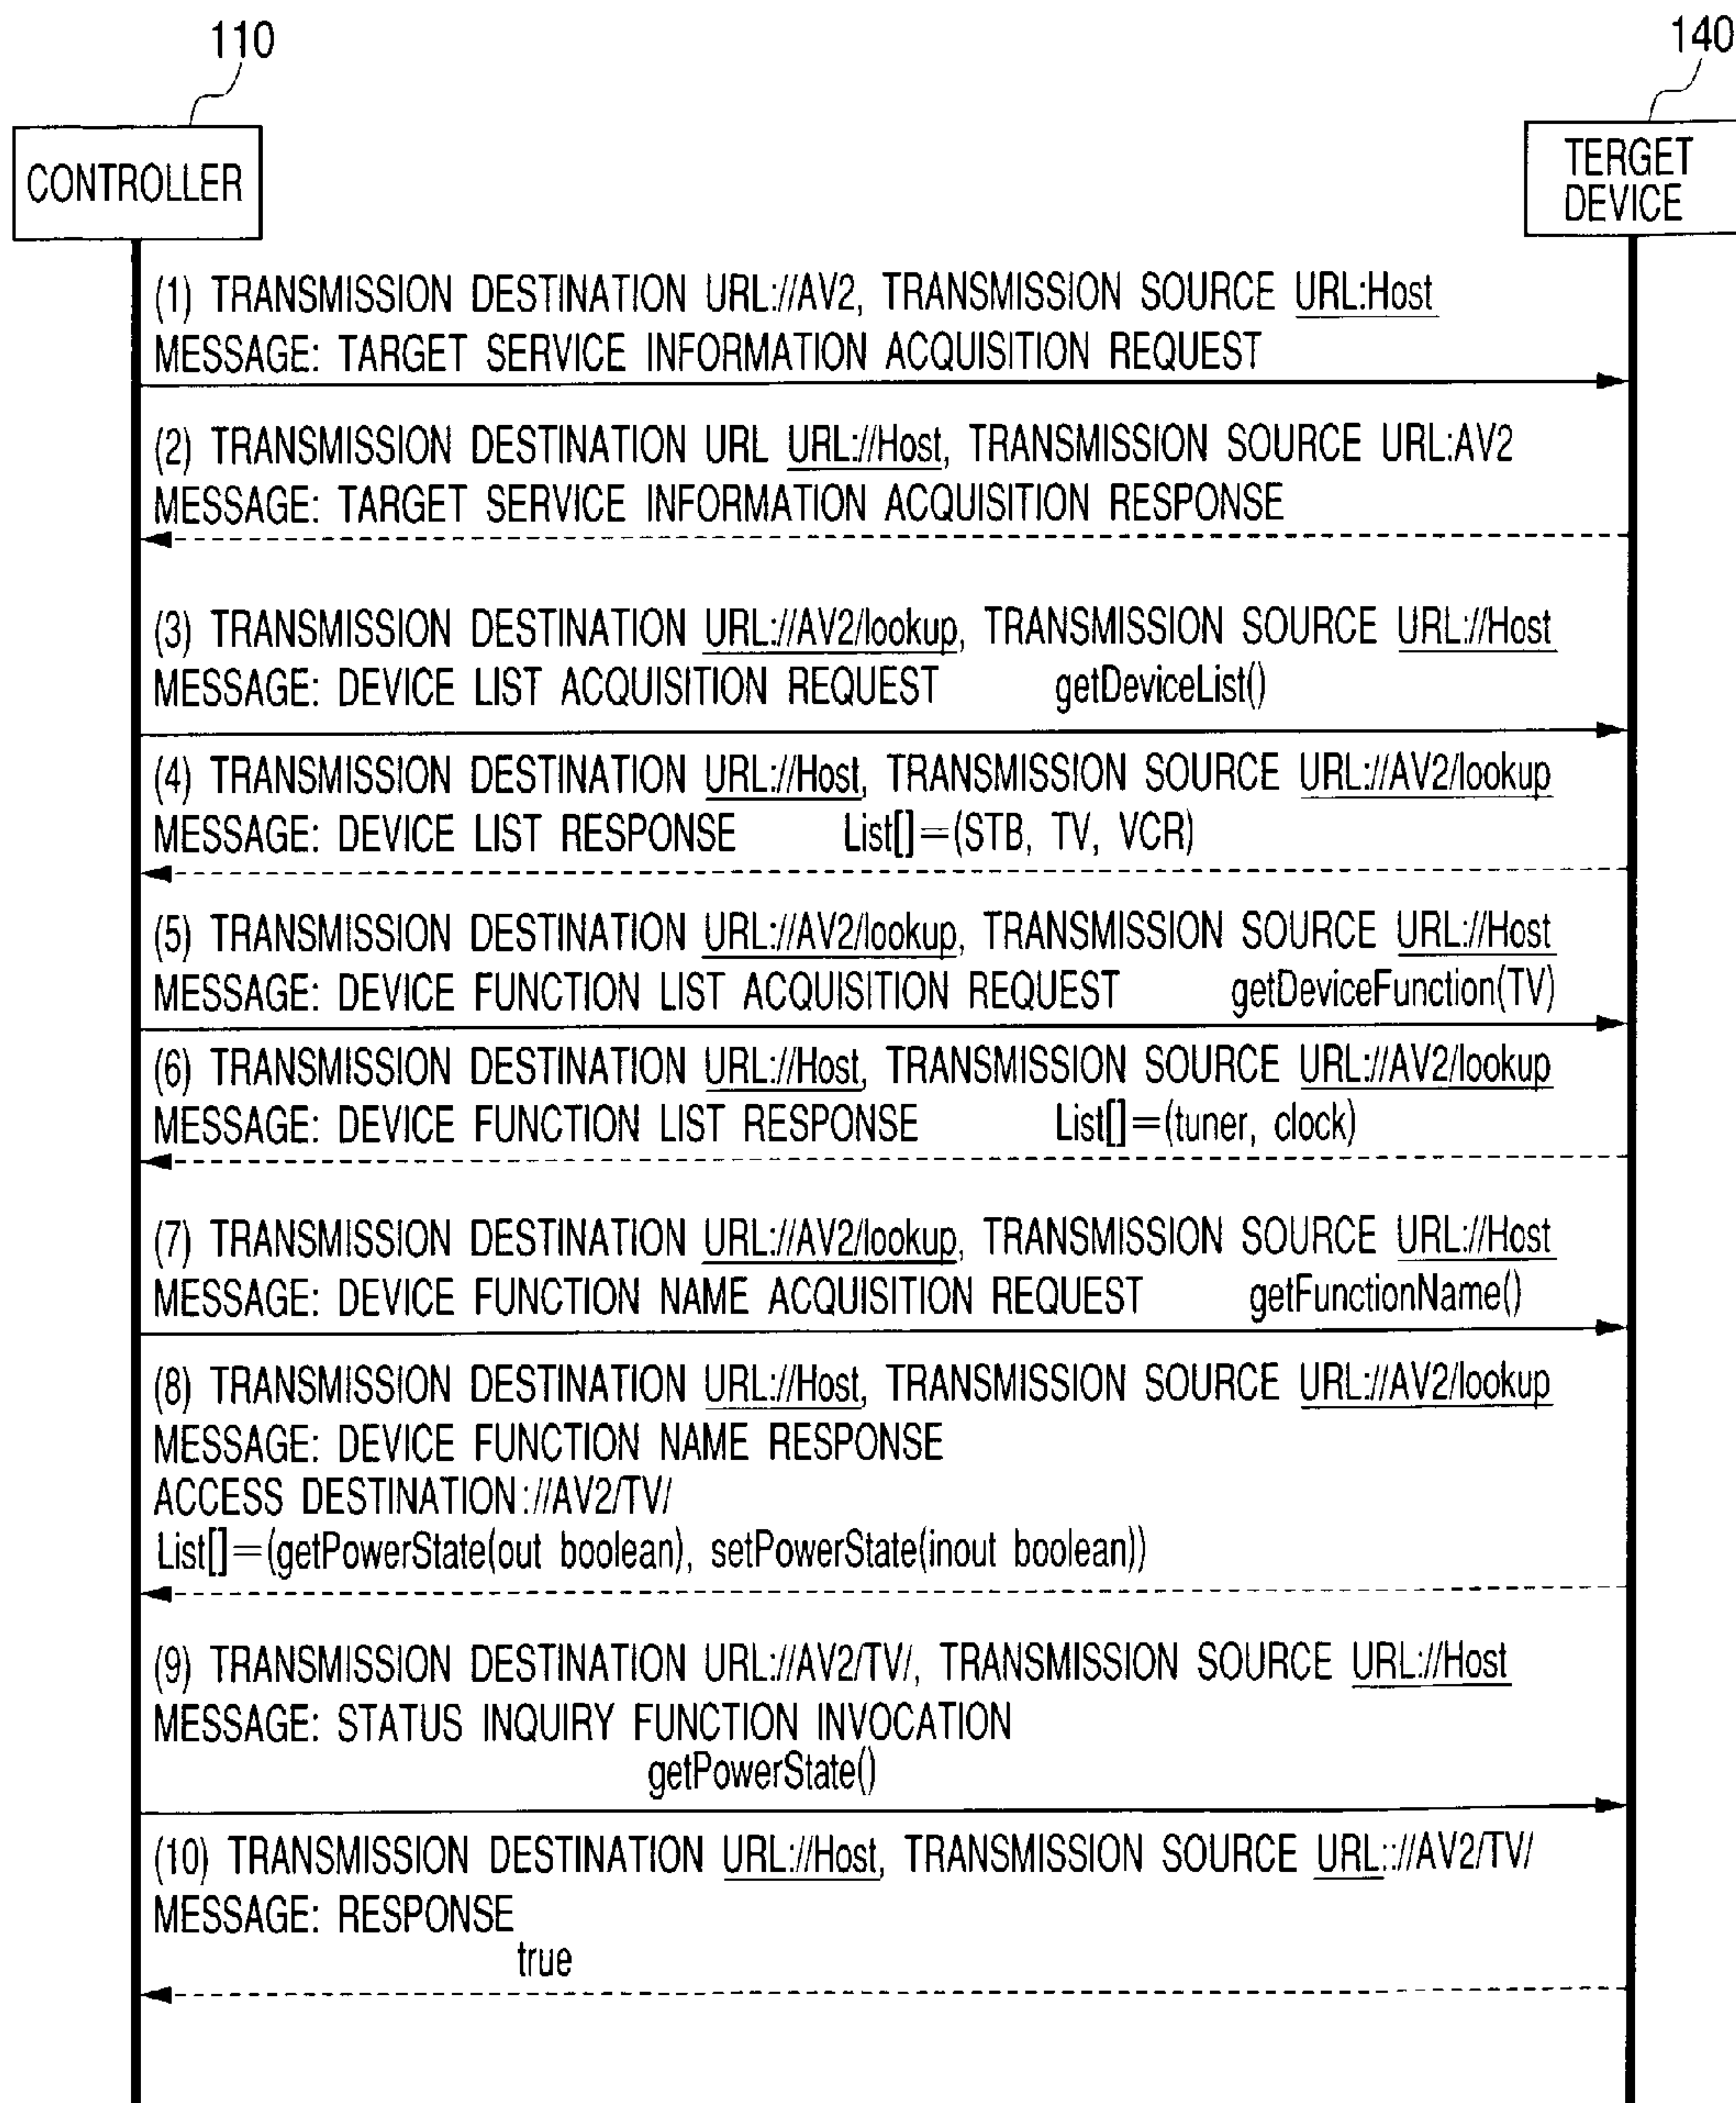 110
140
CONTROLLER
TERGET
DEVICE
(1) TRANSMISSION DESTINATION URL://AV2, TRANSMISSION SOURCE URL:Host
MESSAGE: TARGET SERVICE INFORMATION ACQUISITION REQUEST
(2) TRANSMISSION DESTINATION URL URL://Host, TRANSMISSION SOURCE URL:AV2
MESSAGE: TARGET SERVICE INFORMATION ACQUISITION RESPONSE
(3) TRANSMISSION DESTINATION URL://AV2/lookup, TRANSMISSION SOURCE URL://Host
MESSAGE: DEVICE LIST ACQUISITION REQUEST getDeviceList()
(4) TRANSMISSION DESTINATION URL://Host, TRANSMISSION SOURCE URL://AV2/lookup
MESSAGE: DEVICE LIST RESPONSE List[]=(STB, TV, VCR)
(5) TRANSMISSION DESTINATION URL://AV2/lookup, TRANSMISSION SOURCE URL://Host
MESSAGE: DEVICE FUNCTION LIST ACQUISITION REQUEST getDeviceFunction(TV)
(6) TRANSMISSION DESTINATION URL://Host, TRANSMISSION SOURCE URL://AV2/lookup
MESSAGE: DEVICE FUNCTION LIST RESPONSE List[]=(tuner, clock)
(7) TRANSMISSION DESTINATION URL://AV2/lookup, TRANSMISSION SOURCE URL://Host
MESSAGE: DEVICE FUNCTION NAME ACQUISITION REQUEST getFunctionName()
(8) TRANSMISSION DESTINATION URL://Host, TRANSMISSION SOURCE URL://AV2/lookup
MESSAGE: DEVICE FUNCTION NAME RESPONSE
ACCESS DESTINATION://AV2/TV/
List[]=(getPowerState(out boolean), setPowerState(inout boolean))
(9) TRANSMISSION DESTINATION URL://AV2/TV/, TRANSMISSION SOURCE URL://Host
MESSAGE: STATUS INQUIRY FUNCTION INVOCATION
getPowerState()
(10) TRANSMISSION DESTINATION URL://Host, TRANSMISSION SOURCE URL:://AV2/TV/
MESSAGE: RESPONSE
true